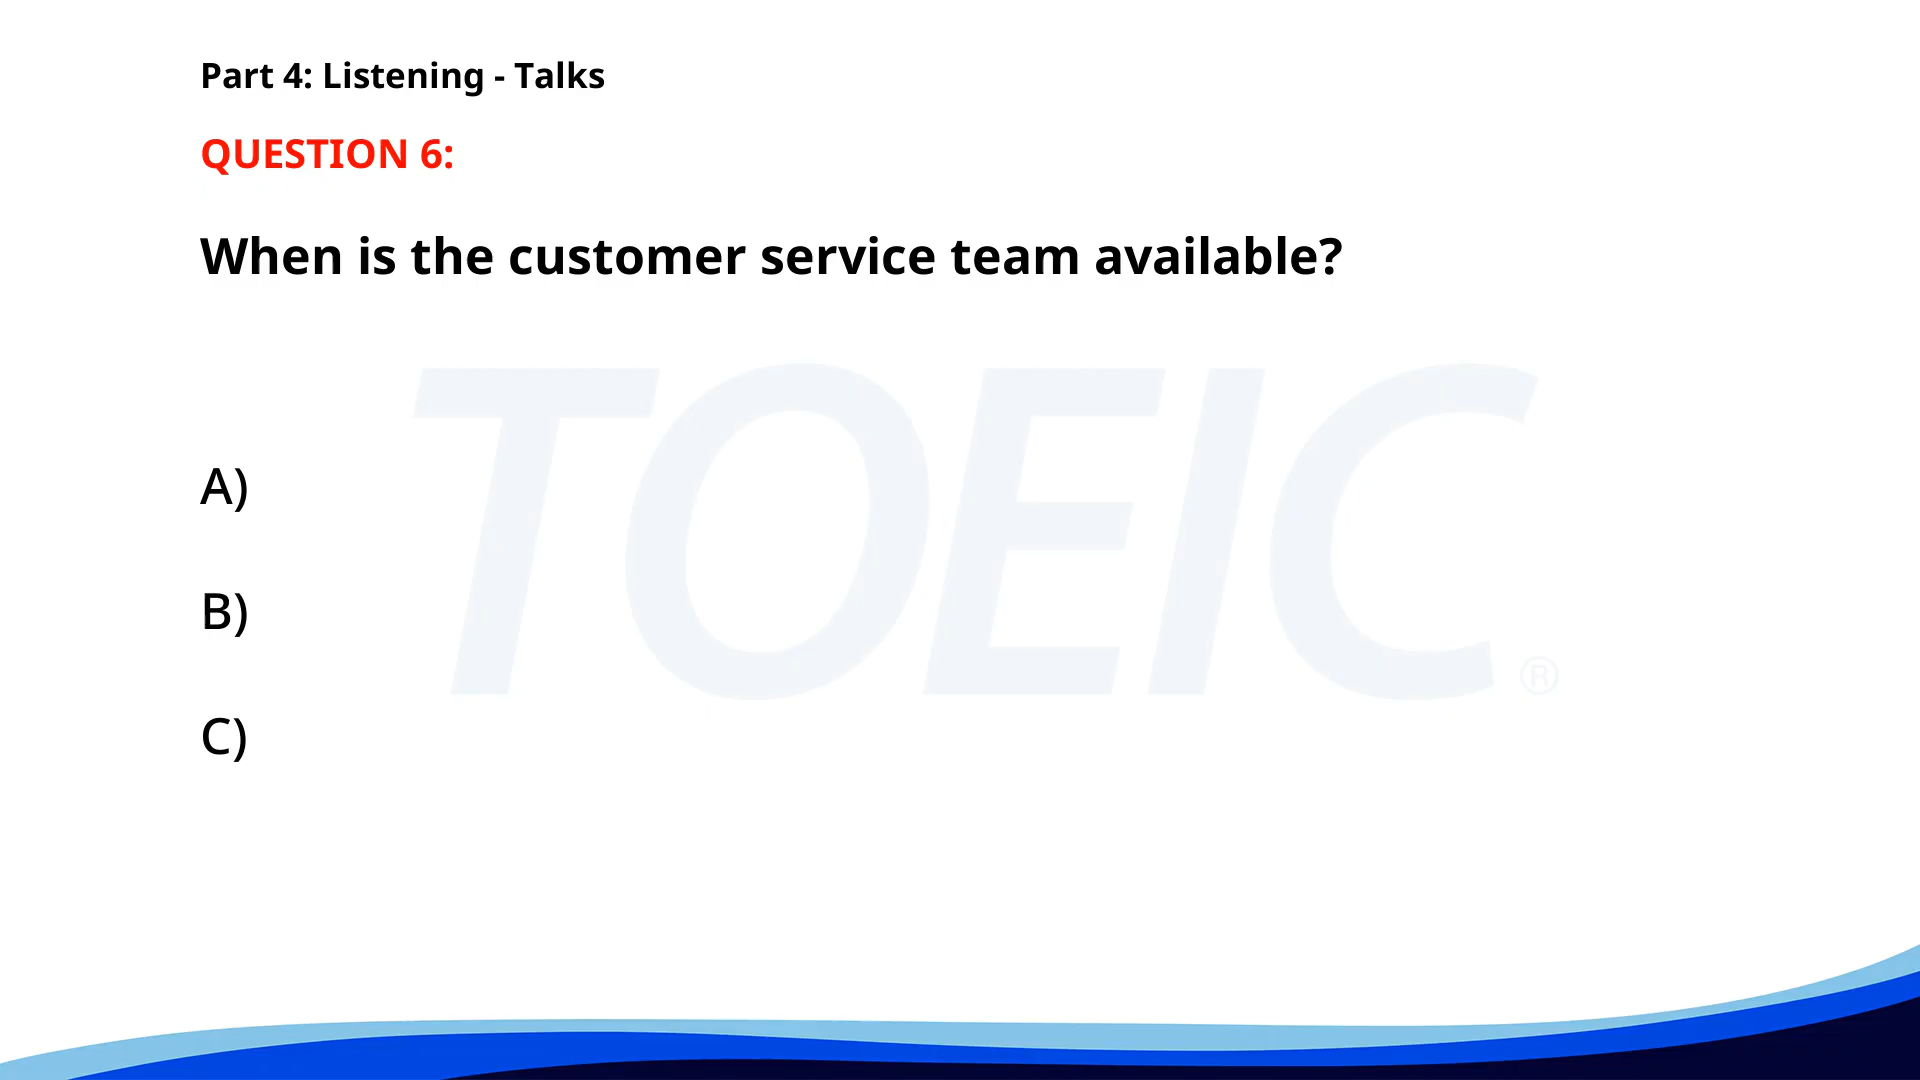 Part 4: Listening - Talks
QUESTION 6:
When is the customer service team available?
TOEIC®
A)
B)
C)